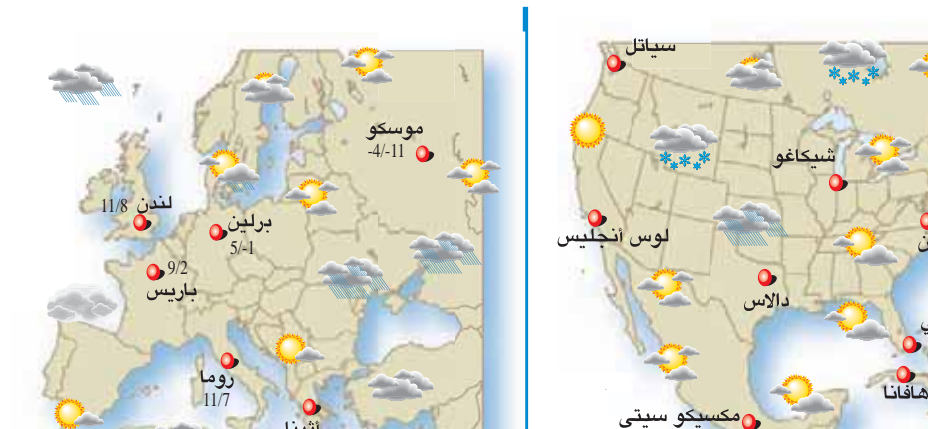 موسكو
-4/-11
لندن 11/8
برلين
5/-1
9/2
باريس
روما
11/7
أثينا
سياتل
شيكاغو
لوس أنجليس
دالاس
هافانا
مكسيكو سيتي